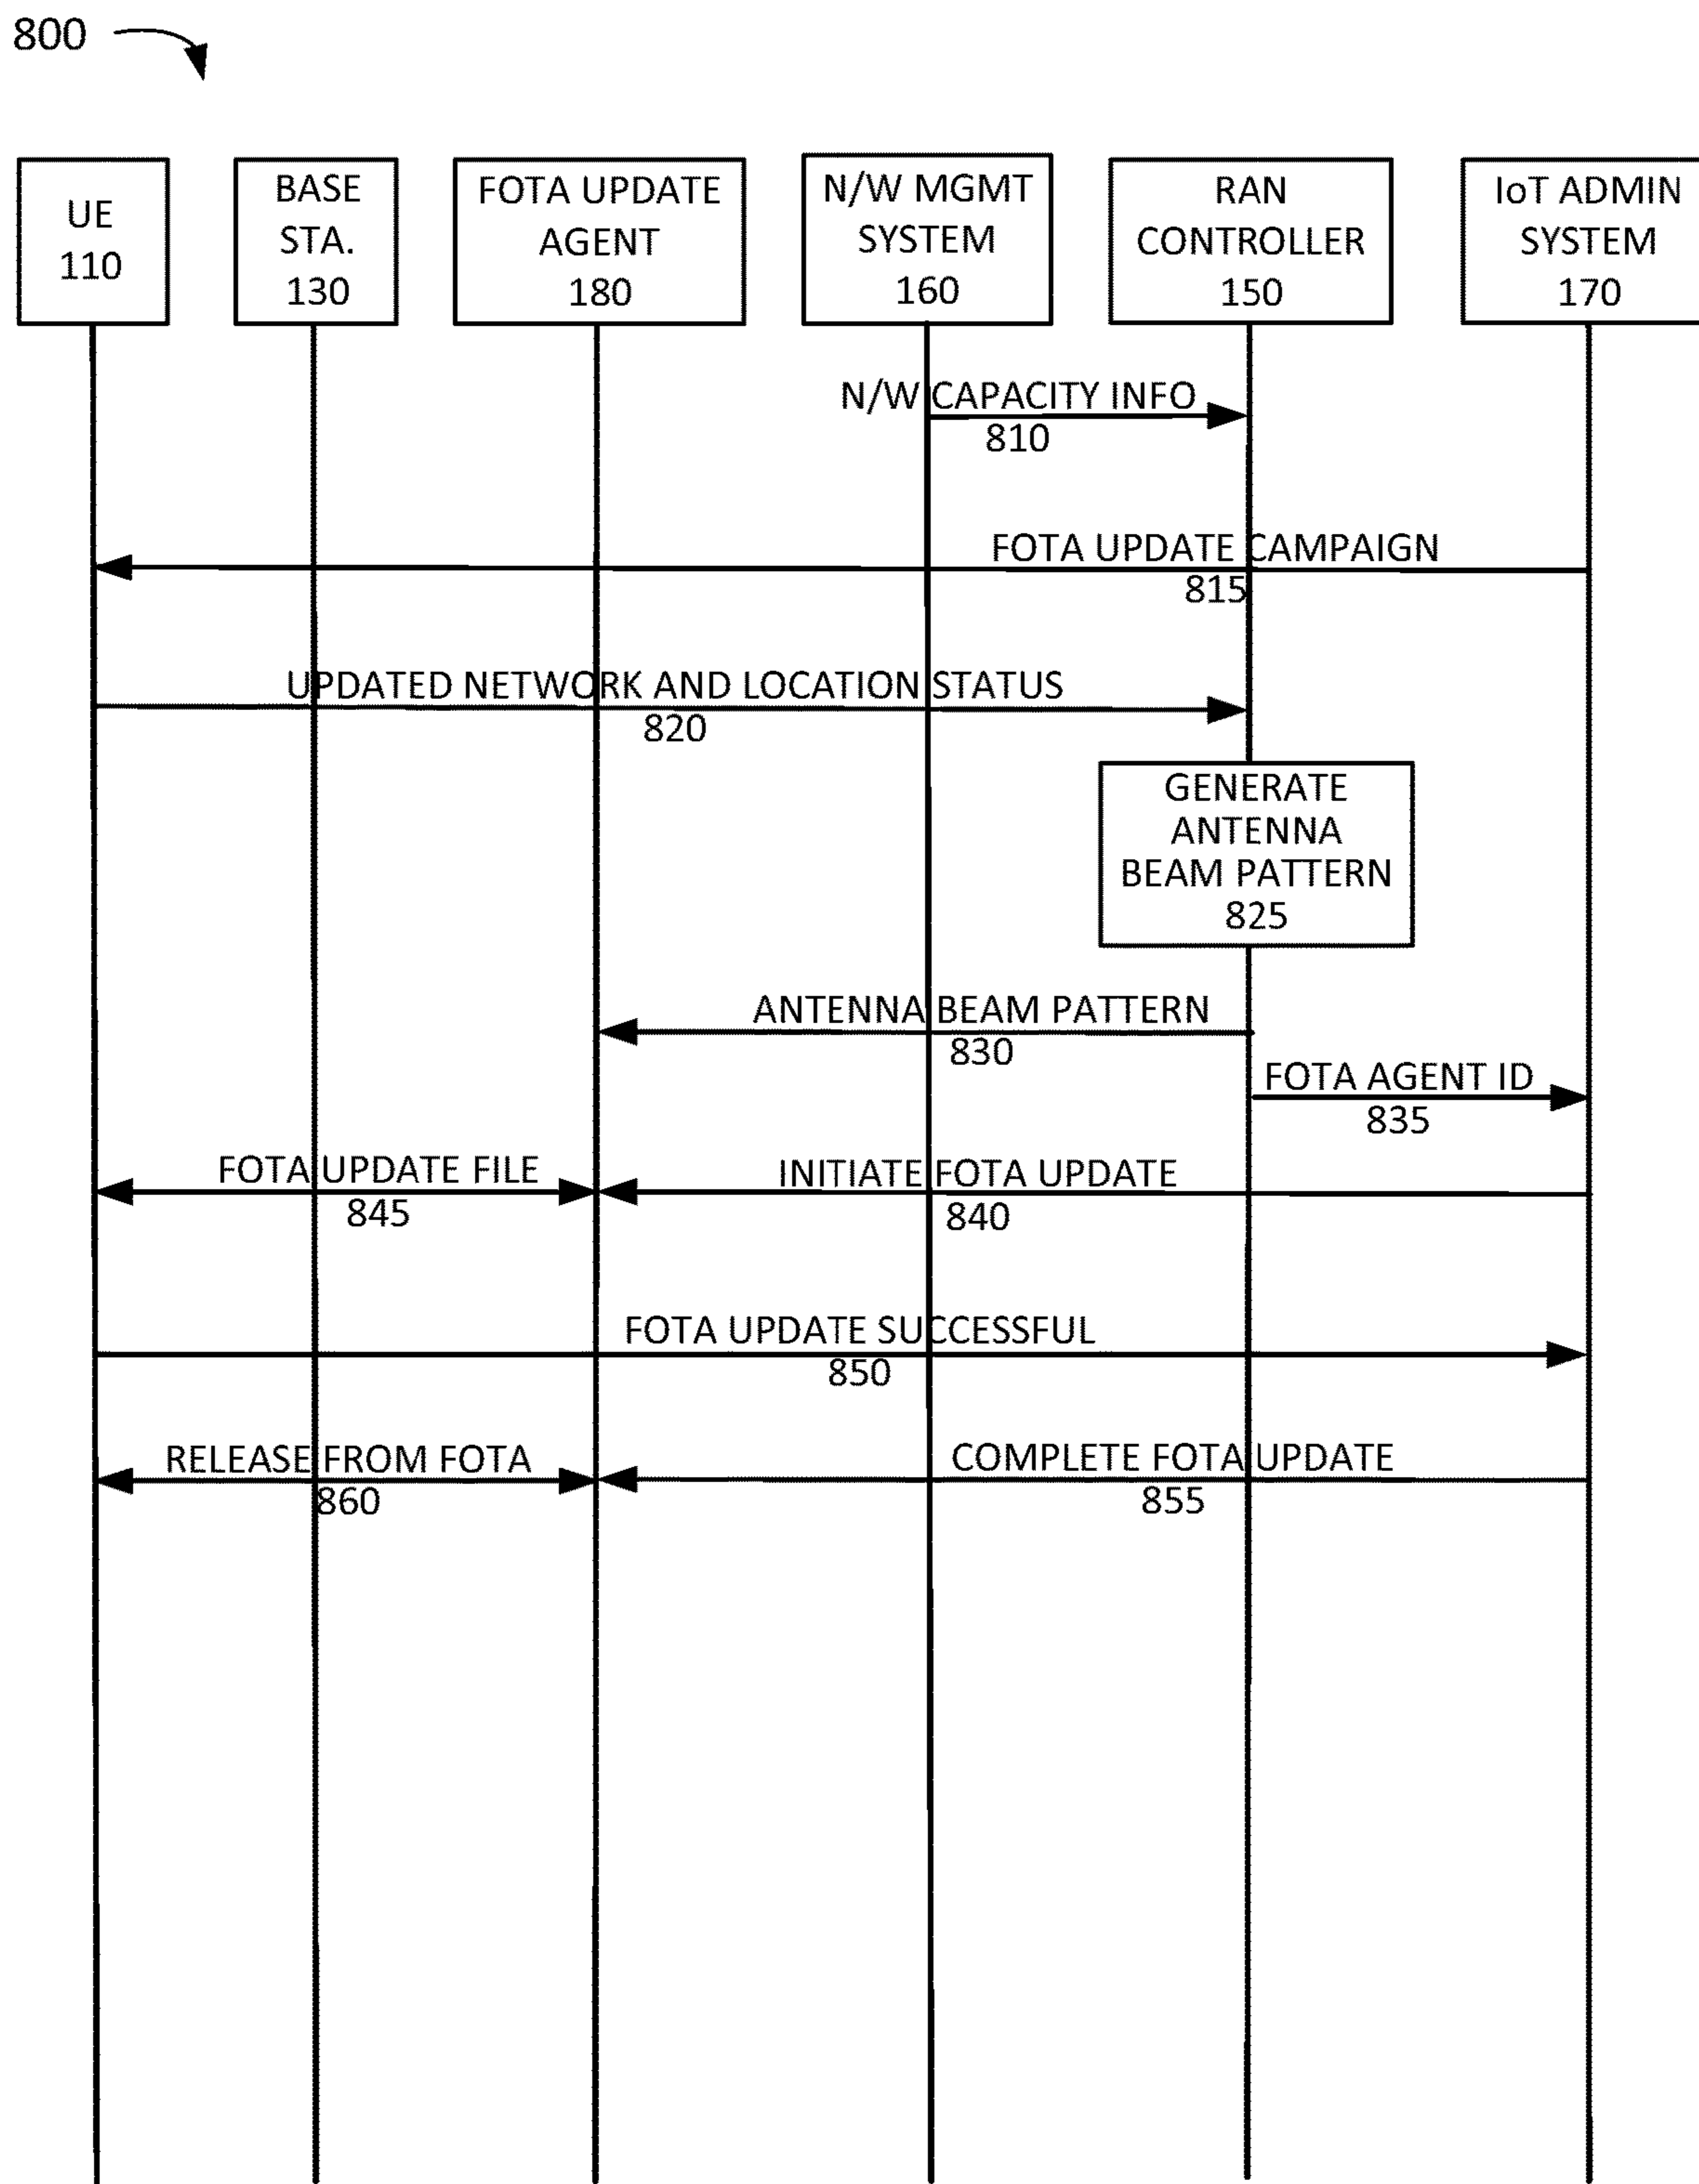 800
UE
110
BASE
STA.
130
FOTA UPDATE
AGENT
180
N/W MGMT
SYSTEM
160
RAN
CONTROLLER
150
IoT ADMIN
SYSTEM
170
N/W CAPACITY INFO
810
FOTA UPDATE CAMPAIGN
815
UPDATED NETWORK AND LOCATION STATUS
820
GENERATE
ANTENNA
BEAM PATTERN
825
ANTENNA BEAM PATTERN
830
FOTA AGENT ID
835
FOTA UPDATE FILE
845
INITIATE FOTA UPDATE
840
FOTA UPDATE SUCCESSFUL
850
RELEASE FROM FOTA
860
COMPLETE FOTA UPDATE
855